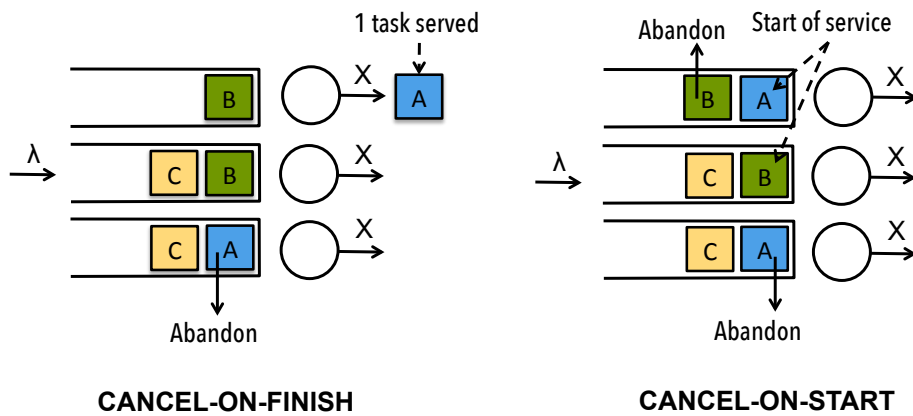 1 task served
Abandon
Start of service
B
X
A
B
A
X
λ
C
B
X
λ
C
B
X
C
A
X
C
A
X
Abandon
Abandon
CANCEL-ON-FINISH
CANCEL-ON-START